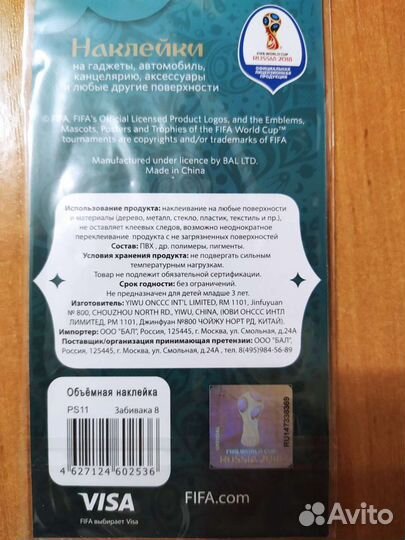 Наклейки
на гаджеты, автомобиль,
канцелярию, аксессуары
и любые другие поверхности
FIFA WORLD CUP
RUSSIA 2018
ОФИЦИАЛЬНАЯ
ЛИЦЕНЗИОННАЯ
ПРОДУКЦИЯ
© FIFA, FIFA's Official Licensed Product Logos, and the Emblems,
Mascots, Posters and Trophies of the FIFA World Cup™
tournaments are copyrights and/or trademarks of FIFA
Manufactured under licence by BAL LTD.
Made in China
Использование продукта: наклеивание на любые поверхности
и материалы (дерево, металл, стекло, пластик, текстиль и пр.),
не оставляет клеевых следов, возможно неоднократное
переклеивание продукта с не загрязненных поверхностей
Состав: ПВХ, др. полимеры, пигменты.
Условия хранения продукта: не подвергать сильным
температурным нагрузкам.
Товар не подлежит обязательной сертификации.
Срок годности: без ограничений.
Не предназначен для детей младше 3 лет.
Изготовитель: YIWU ONCCC INT'L LIMITED, RM 1101, Jinfuyuan
№ 800, CHOUZHOU NORTH RD, YIWU, CHINA, (ЮВИ ОНЬСС ИНТЛ
ЛИМИТЕД, РМ 1101, Джинфуан №800 ЧОЙЖУ НОРТ РД, КИТАЙ).
Импортер: ООО "БАЛ", Россия, 125445, г. Москва, ул. Смольная, д.24А
Поставщик/организация принимающая претензии: ООО "БАЛ",
Россия, 125445, г. Москва, ул. Смольная, д.24А, тел. 8(495)984-56-89
Объёмная наклейка
PS11 Забивака 8
4 627124 602536
FIFA WORLD CUP
RUSSIA 2018
RU147338369
VISA
FIFA выбирает Visa
FIFA.com
Avito